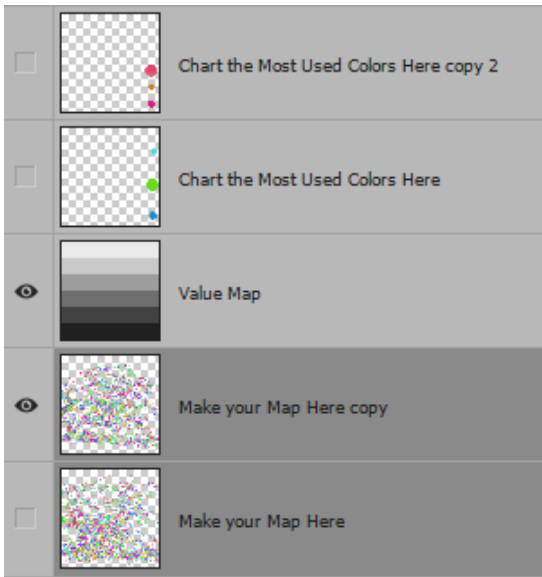 Chart the Most Used Colors Here copy 2
Chart the Most Used Colors Here
Value Map
Make your Map Here copy
Make your Map Here